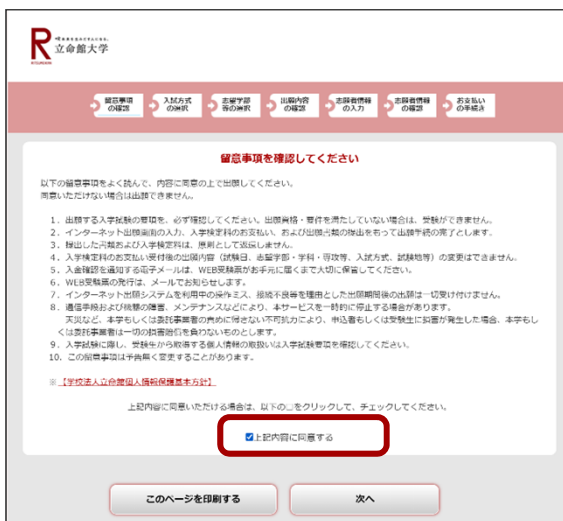 R
立命館大学
留意事項の確認
入試方式の選択
志望学部等の選択
出願内容の確認
志願者情報の入力
志願者情報の確認
お支払いの手続き
留意事項を確認してください
以下の留意事項をよく読んで、内容に同意の上で出願してください。
同意いただけない場合は出願できません。
1. 出願する入学試験の要項を、必ず確認してください。出願資格・要件を満たしていない場合は、受験ができません。
2. インターネット出願画面の入力、入学検定料のお支払い、および出願書類の提出をもって出願手続の完了とします。
3. 提出した書類および入学検定料は、原則として返還しません。
4. 入学検定料のお支払受付後の出願内容(試験日、志望学部・学科・専攻等、入試方式、試験地等)の変更はできません。
5. 入金確認を通知する電子メールは、WEB受験票がお手元に届くまで大切に保管してください。
6. WEB受験票の発行は、メールでお知らせします。
7. インターネット出願システムを利用中の操作ミス、接続不良等を理由とした出願期間後の出願は一切受け付けません。
8. 通信手段および機器の障害、メンテナンスなどにより、本サービスを一時的に停止する場合があります。
天災など、本学もしくは委託事業者の責めに帰さない不可抗力により、申込者もしくは受験生に損害が発生した場合、本学もし
くは委託事業者は一切の損害賠償を負わないものとします。
9. 入学試験に際し、受験生から取得する個人情報の取扱いは入学試験要項を確認してください。
10. この留意事項は予告無く変更することがあります。
※【学校法人立命館個人情報保護基本方針】
上記内容に同意いただける場合は、以下の□をクリックして、チェックしてください。
上記内容に同意する
このページを印刷する
次へ